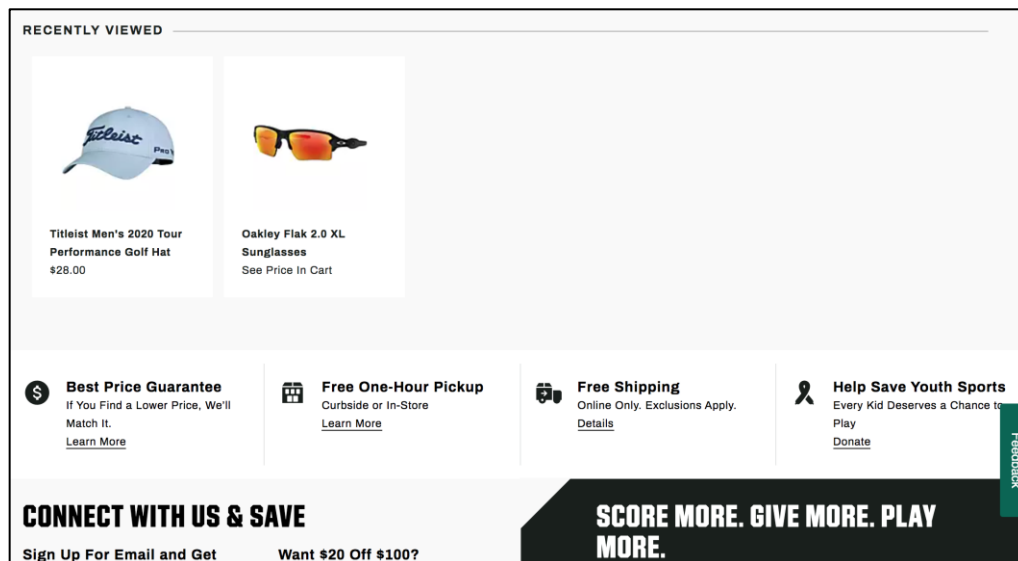 RECENTLY VIEWED
Titleist
Titleist Men's 2020 Tour
Performance Golf Hat
$28.00
Oakley Flak 2.0 XL
Sunglasses
See Price In Cart
Best Price Guarantee
If You Find a Lower Price, We'll
Match It.
Learn More
Free One-Hour Pickup
Curbside or In-Store
Learn More
Free Shipping
Online Only. Exclusions Apply.
Details
Help Save Youth Sports
Every Kid Deserves a Chance to
Play
Donate
Feedback
CONNECT WITH US & SAVE
Sign Up For Email and Get
Want $20 Off $100?
SCORE MORE. GIVE MORE. PLAY
MORE.